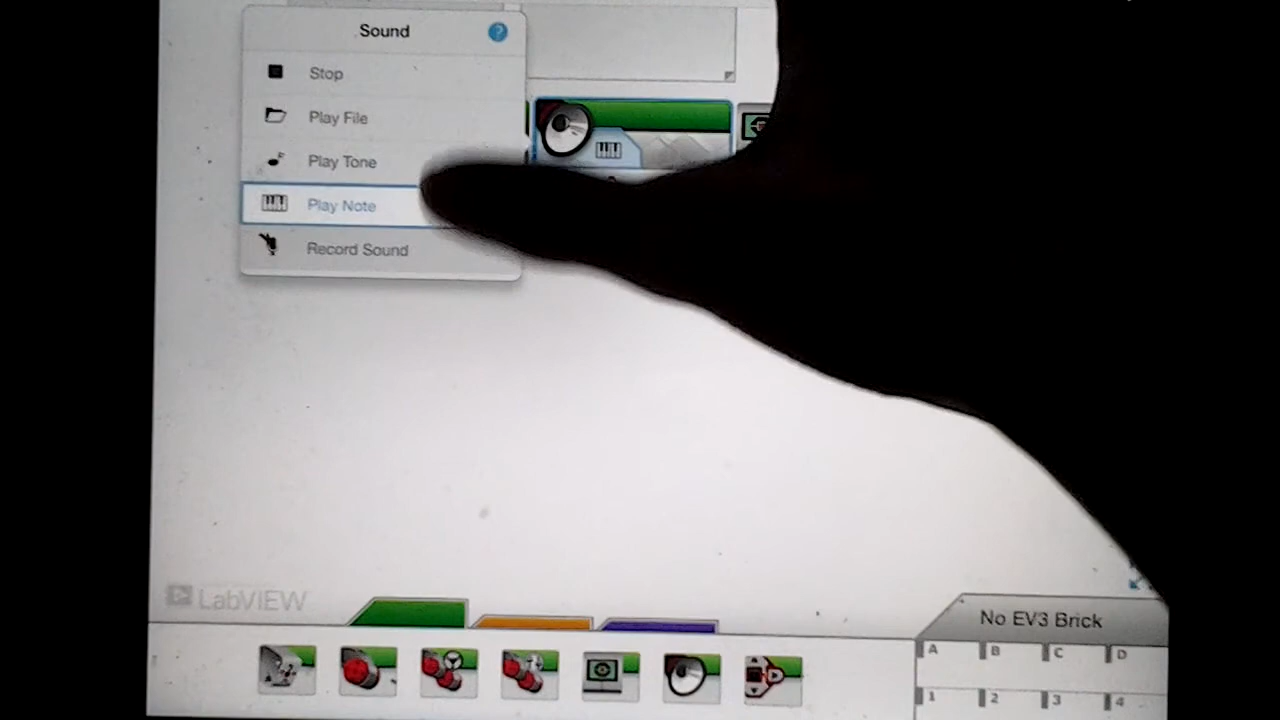 Sound
?
Stop
Play File
Play Tone
Play Note
Record Sound
LabVIEW
No EV3 Brick
A B C D
1 2 3 4